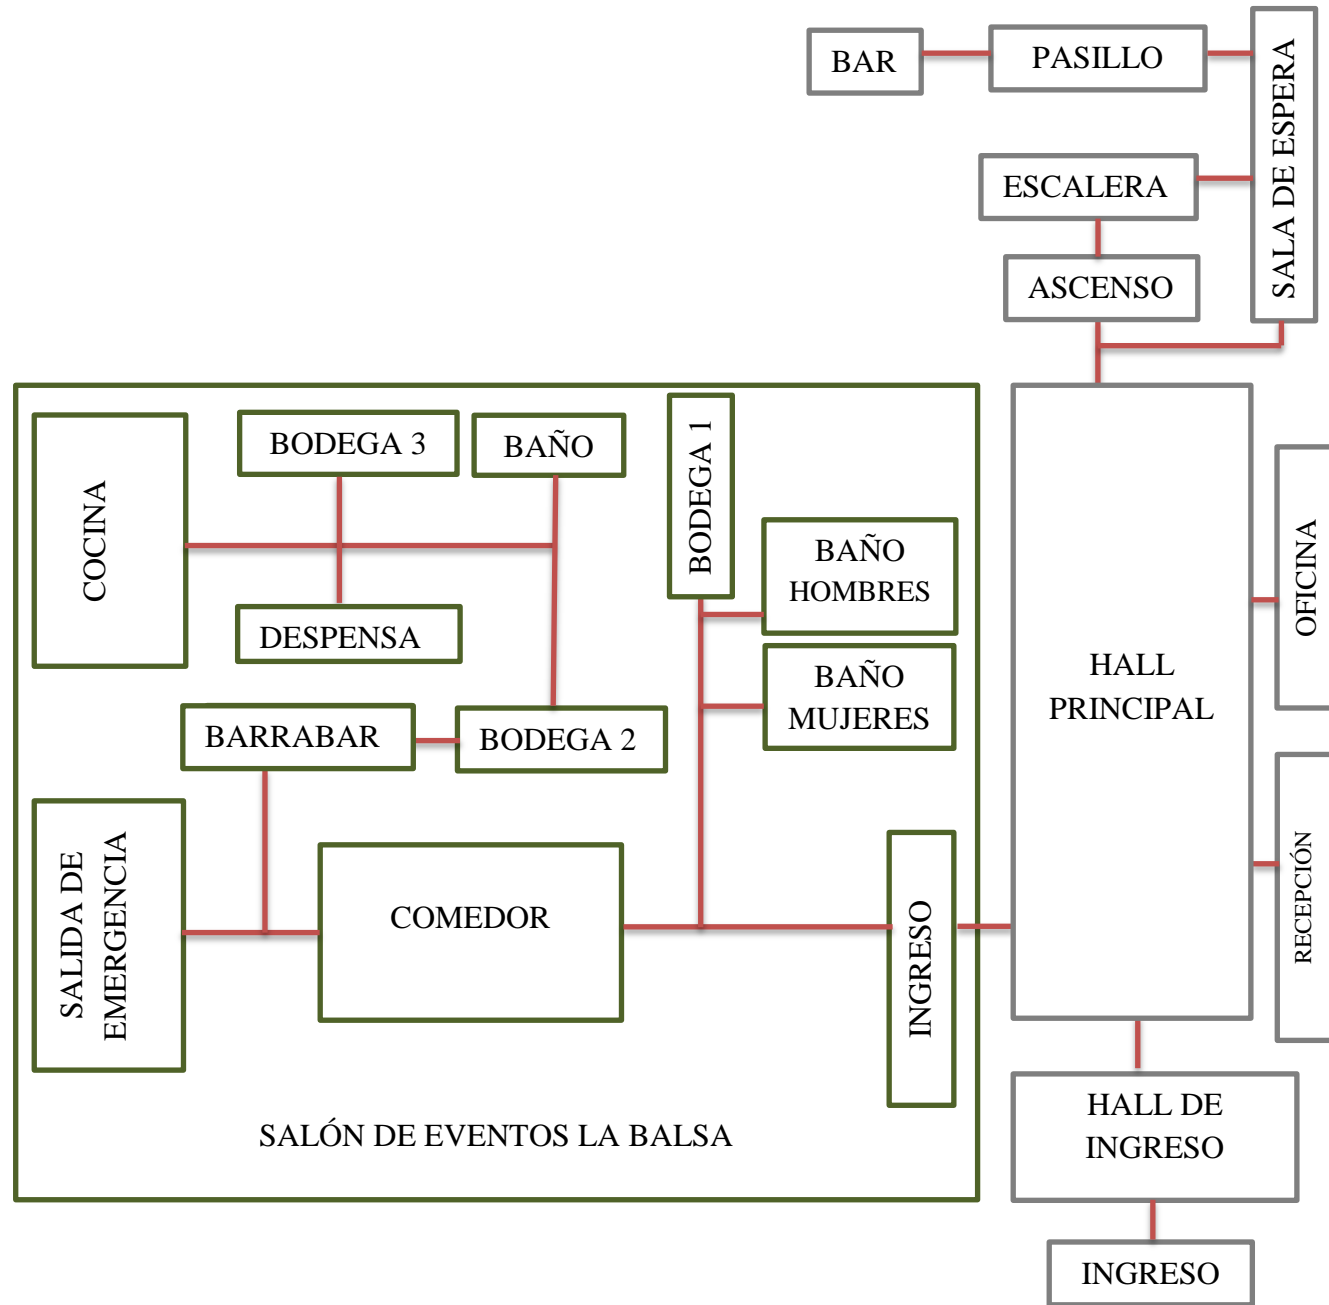 BAR
PASILLO
SALA DE ESPERA
ESCALERA
ASCENSO
COCINA
BODEGA 3
BAÑO
BODEGA 1
BAÑO
HOMBRES
DESPENSA
BAÑO
MUJERES
BARRABAR
BODEGA 2
SALIDA DE
EMERGENCIA
COMEDOR
INGRESO
SALÓN DE EVENTOS LA BALSA
HALL
PRINCIPAL
OFICINA
RECEPCIÓN
HALL DE
INGRESO
INGRESO